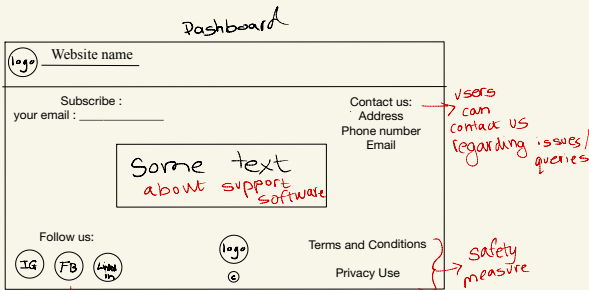 Dashboard
logo
Website name
Subscribe :
your email :
Contact us:
Address
Phone number
Email
users
can
contact us
regarding issues/
queries
Some text
about support
software
Follow us:
IG
FB
Linked
in
logo
c
Terms and Conditions
Privacy Use
safety
measure